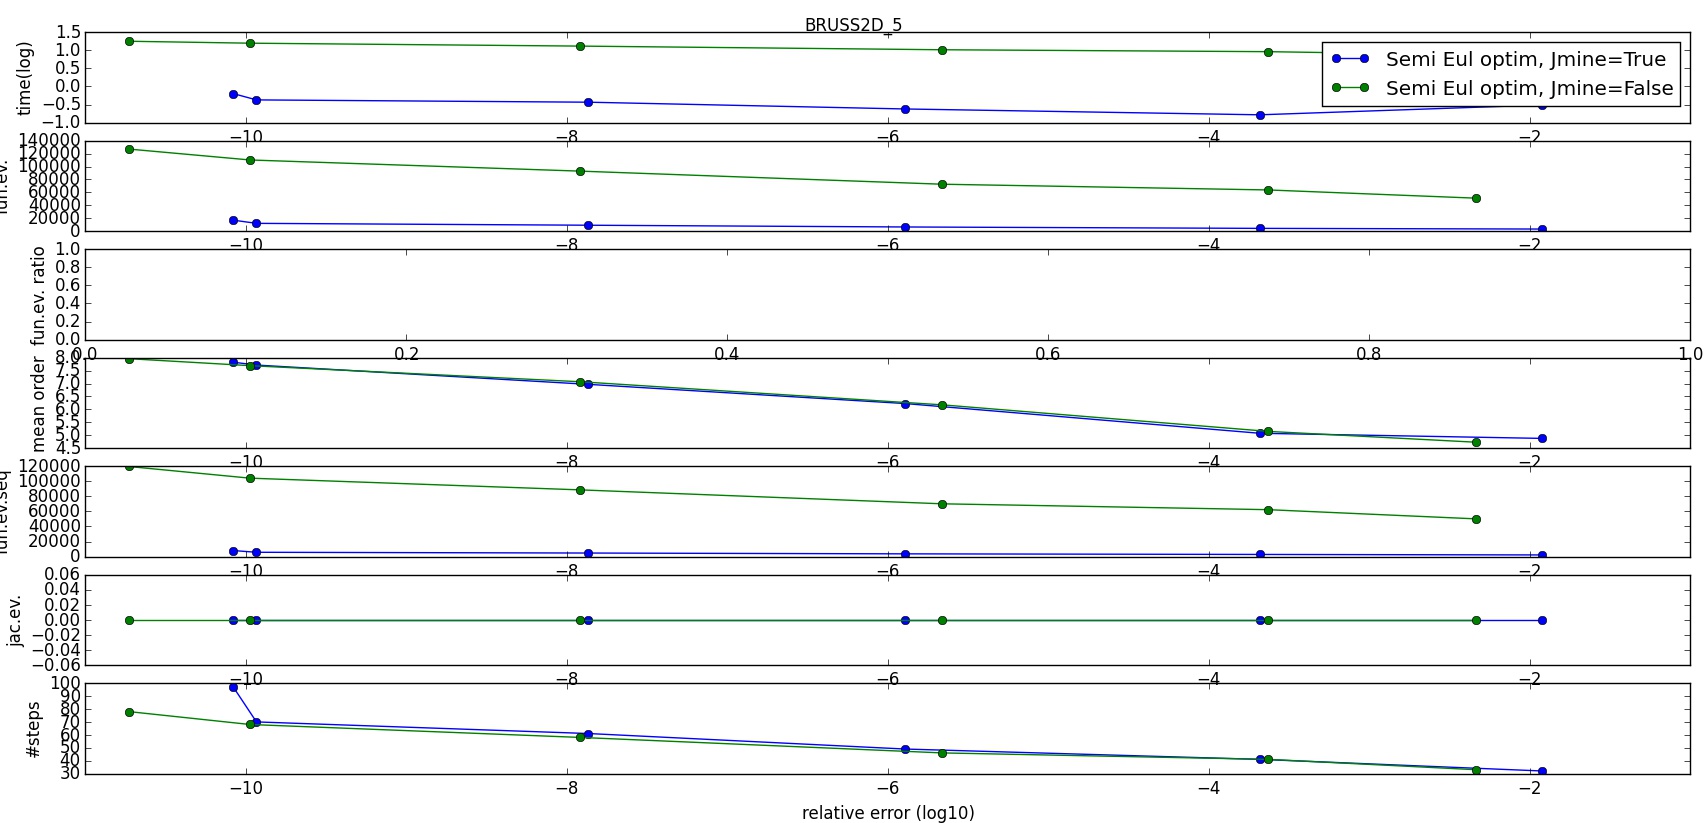 BRUSS2D_5
time(log)
1.5
1.0
0.5
0.0
−0.5
−1.0
Semi Eul optim, Jmine=True
Semi Eul optim, Jmine=False
−10 −8 −6 −4 −2
fun.ev.
140000
120000
100000
80000
60000
40000
20000
0
−10 −8 −6 −4 −2
fun.ev. ratio
1.0
0.8
0.6
0.4
0.2
0.0
0.0 0.2 0.4 0.6 0.8 1.0
mean order
8.0
7.5
7.0
6.5
6.0
5.5
5.0
4.5
−10 −8 −6 −4 −2
fun.ev.seq
120000
100000
80000
60000
40000
20000
0
−10 −8 −6 −4 −2
jac.ev.
0.06
0.04
0.02
0.00
−0.02
−0.04
−0.06
−10 −8 −6 −4 −2
#steps
100
90
80
70
60
50
40
30
−10 −8 −6 −4 −2
relative error (log10)